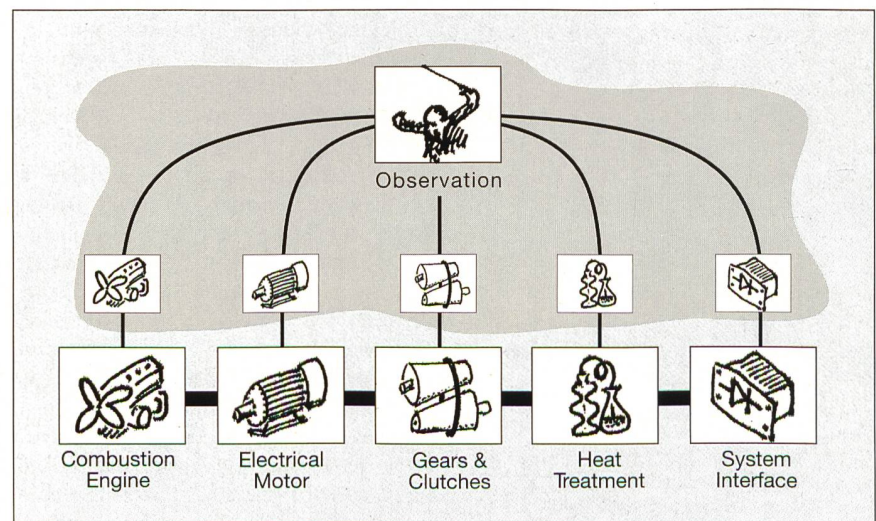 Observation
Combustion
Engine
Electrical
Motor
Gears &
Clutches
Heat
Treatment
System
Interface